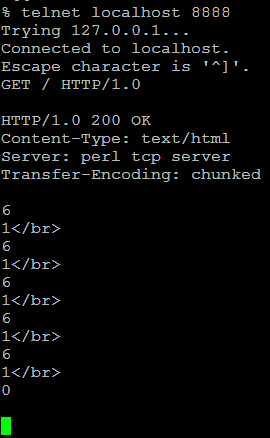 % telnet localhost 8888
Trying 127.0.0.1...
Connected to localhost.
Escape character is '^]'.
GET / HTTP/1.0
HTTP/1.0 200 OK
Content-Type: text/html
Server: perl tcp server
Transfer-Encoding: chunked
6
1</br>
6
1</br>
6
1</br>
6
1</br>
6
1</br>
0